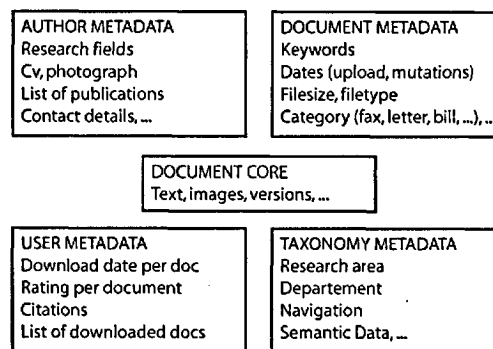 AUTHOR METADATA
Research fields
Cv, photograph
List of publications
Contact details, ...
DOCUMENT METADATA
Keywords
Dates (upload, mutations)
Filesize, filetype
Category (fax, letter, bill, ...), ..
DOCUMENT CORE
Text, images, versions, ...
USER METADATA
Download date per doc
Rating per document
Citations
List of downloaded docs
TAXONOMY METADATA
Research area
Departement
Navigation
Semantic Data, ...